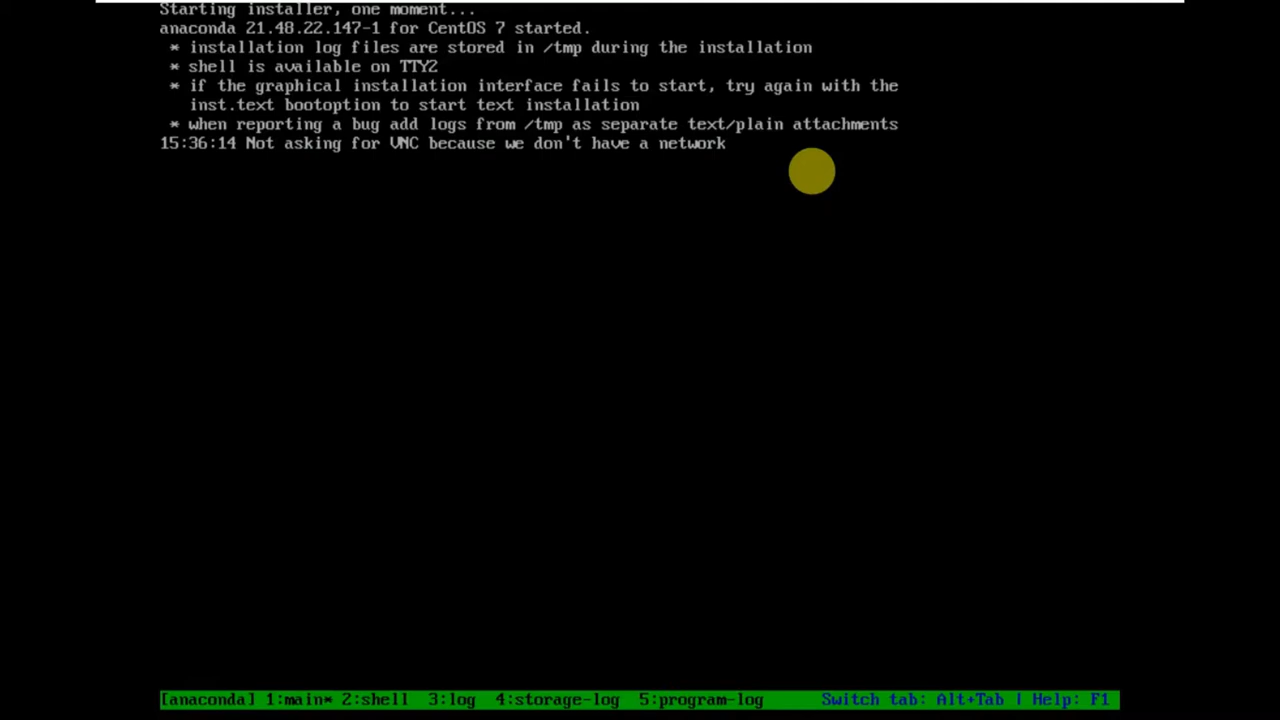 Starting installer, one moment...
anaconda 21.48.22.147-1 for CentOS 7 started.
* installation log files are stored in /tmp during the installation
* shell is available on TTY2
* if the graphical installation interface fails to start, try again with the
inst.text bootoption to start text installation
* when reporting a bug add logs from /tmp as separate text/plain attachments
15:36:14 Not asking for VNC because we don't have a network
[anaconda] 1:main* 2:shell  3:log  4:storage-log  5:program-log Switch tab: Alt+Tab | Help: F1